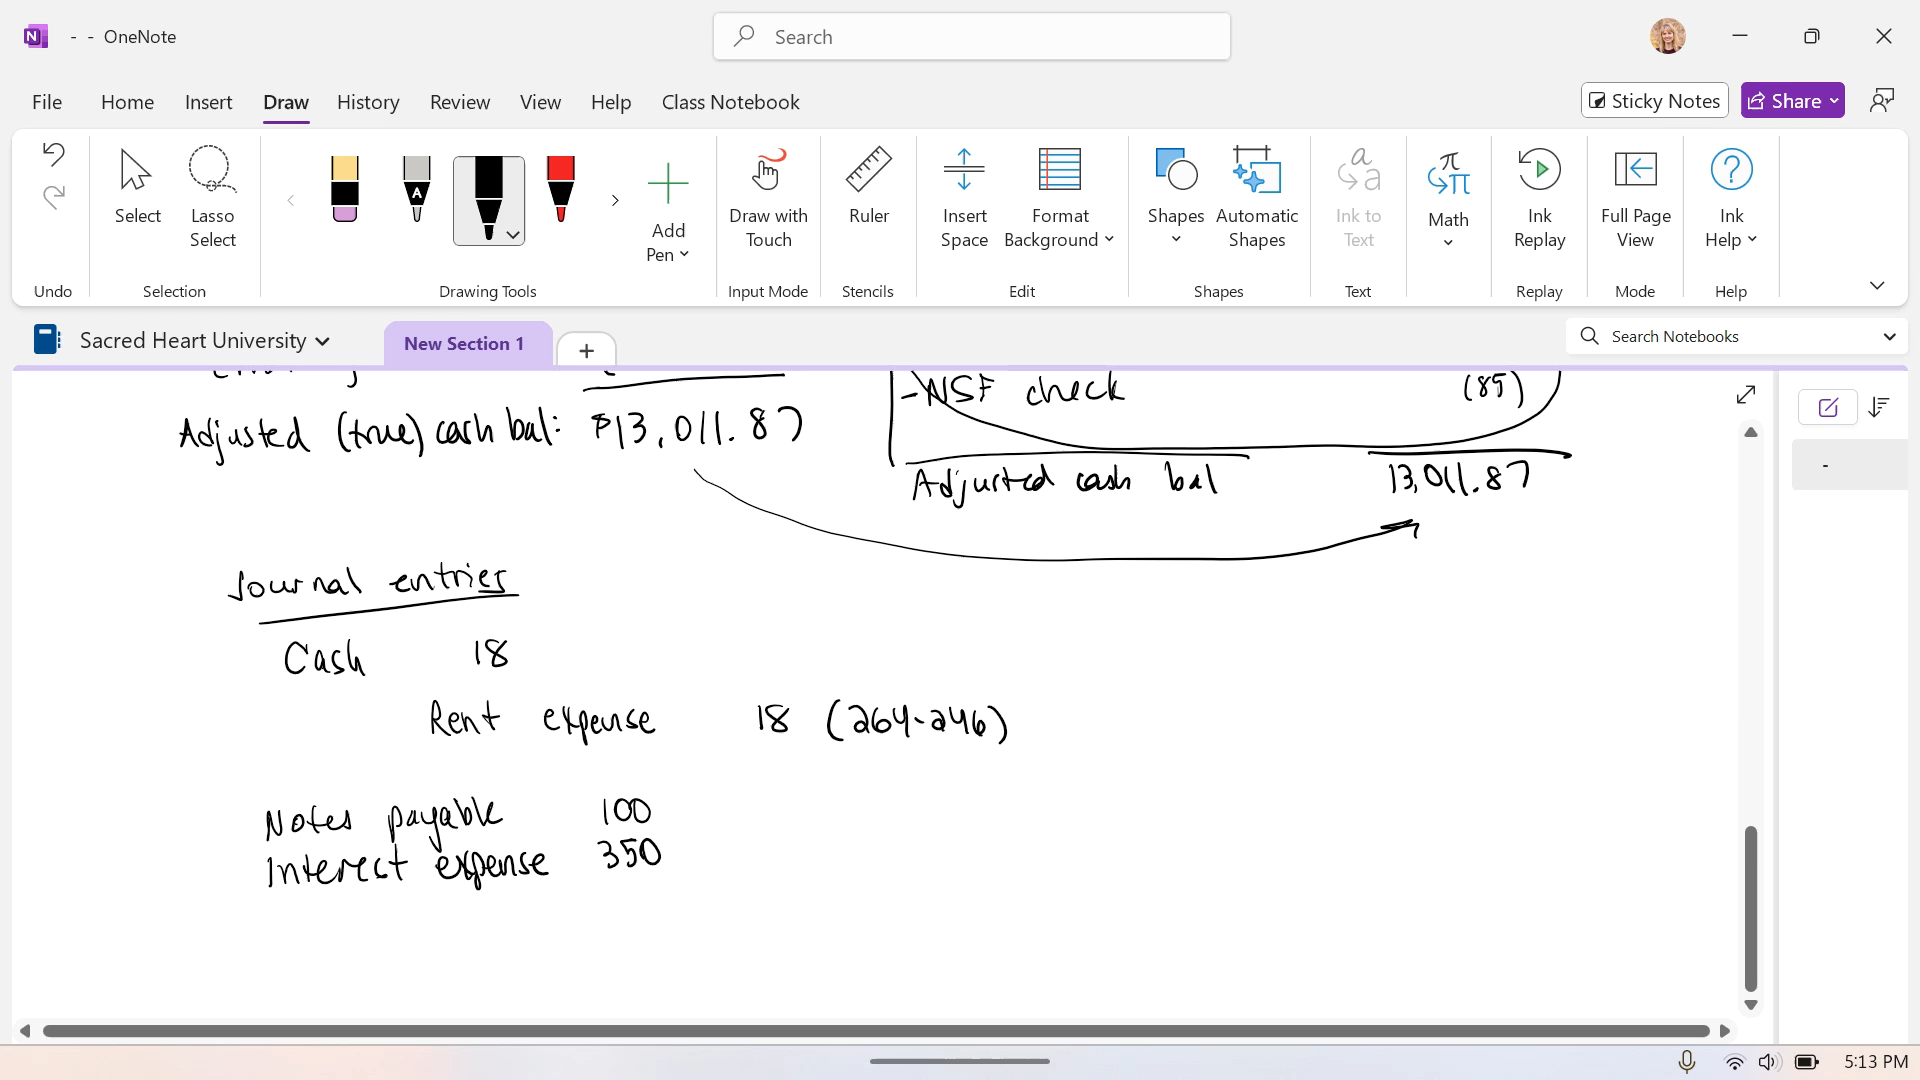 - - OneNote
Search
File Home Insert Draw History Review View Help Class Notebook
Sticky Notes
Share
Select
Lasso Select
A
Add Pen
Draw with Touch
Ruler
Insert Space
Format Background
Shapes
Automatic Shapes
Ink to Text
Math
Ink Replay
Full Page View
Ink Help
Undo Selection Drawing Tools Input Mode Stencils Edit Shapes Text Replay Mode Help
Sacred Heart University
New Section 1
+
Search Notebooks
-NSF check (85)
Adjusted (true) cash bal: $13,011.87
Adjusted cash bal 13,011.87
-
Journal entries
Cash 18
Rent expense 18 (264-246)
Notes payable 100
Interest expense 350
5:13 PM